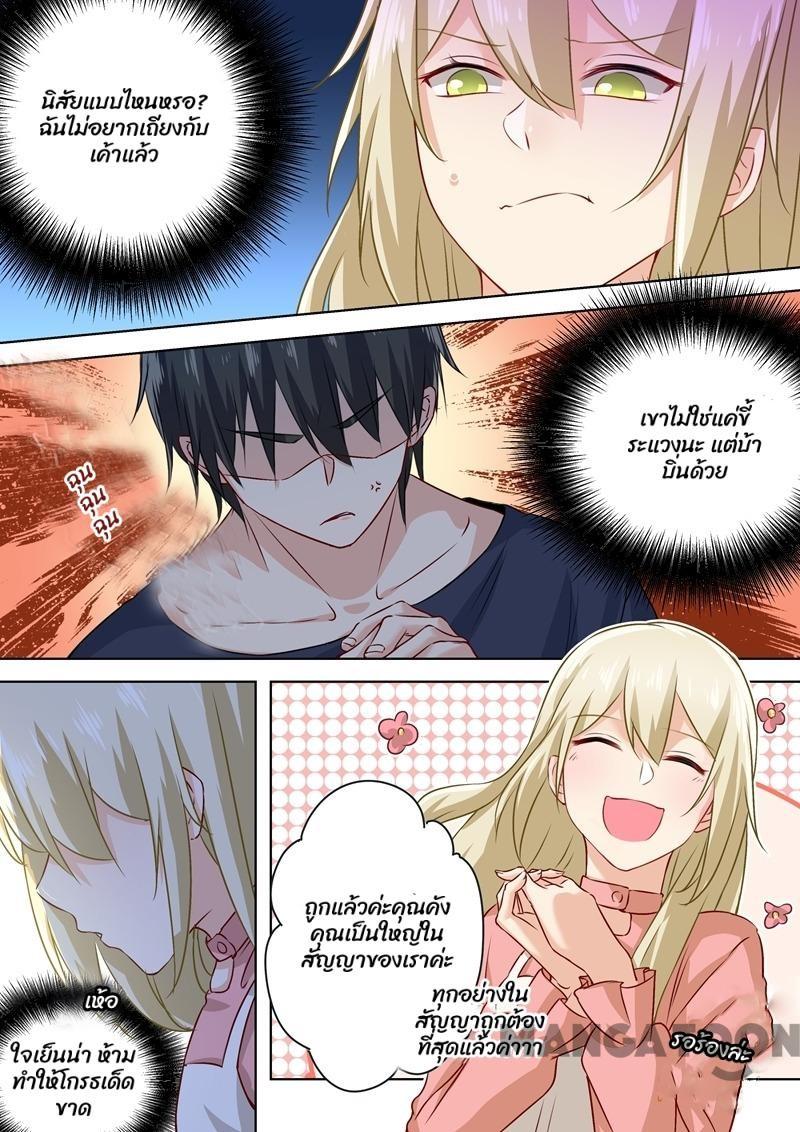 นิสัยแบบไหนหรอ?
ฉันไม่อยากเถียงกับ
เค้าแล้ว
เขาไม่ใช่แค่ขี้
ระแวงนะ แต่บ้า
บิ่นด้วย
ฉุน
ฉุน
ฉุน
เห้อ
ใจเย็นน่า ห้าม
ทำให้โกรธเด็ด
ขาด
ถูกแล้วค่ะคุณคัง
คุณเป็นใหญ่ใน
สัญญาของเราค่ะ
ทุกอย่างใน
สัญญาถูกต้อง
ที่สุดแล้วค่าาา
รอร้องล่ะ
MANGATOON